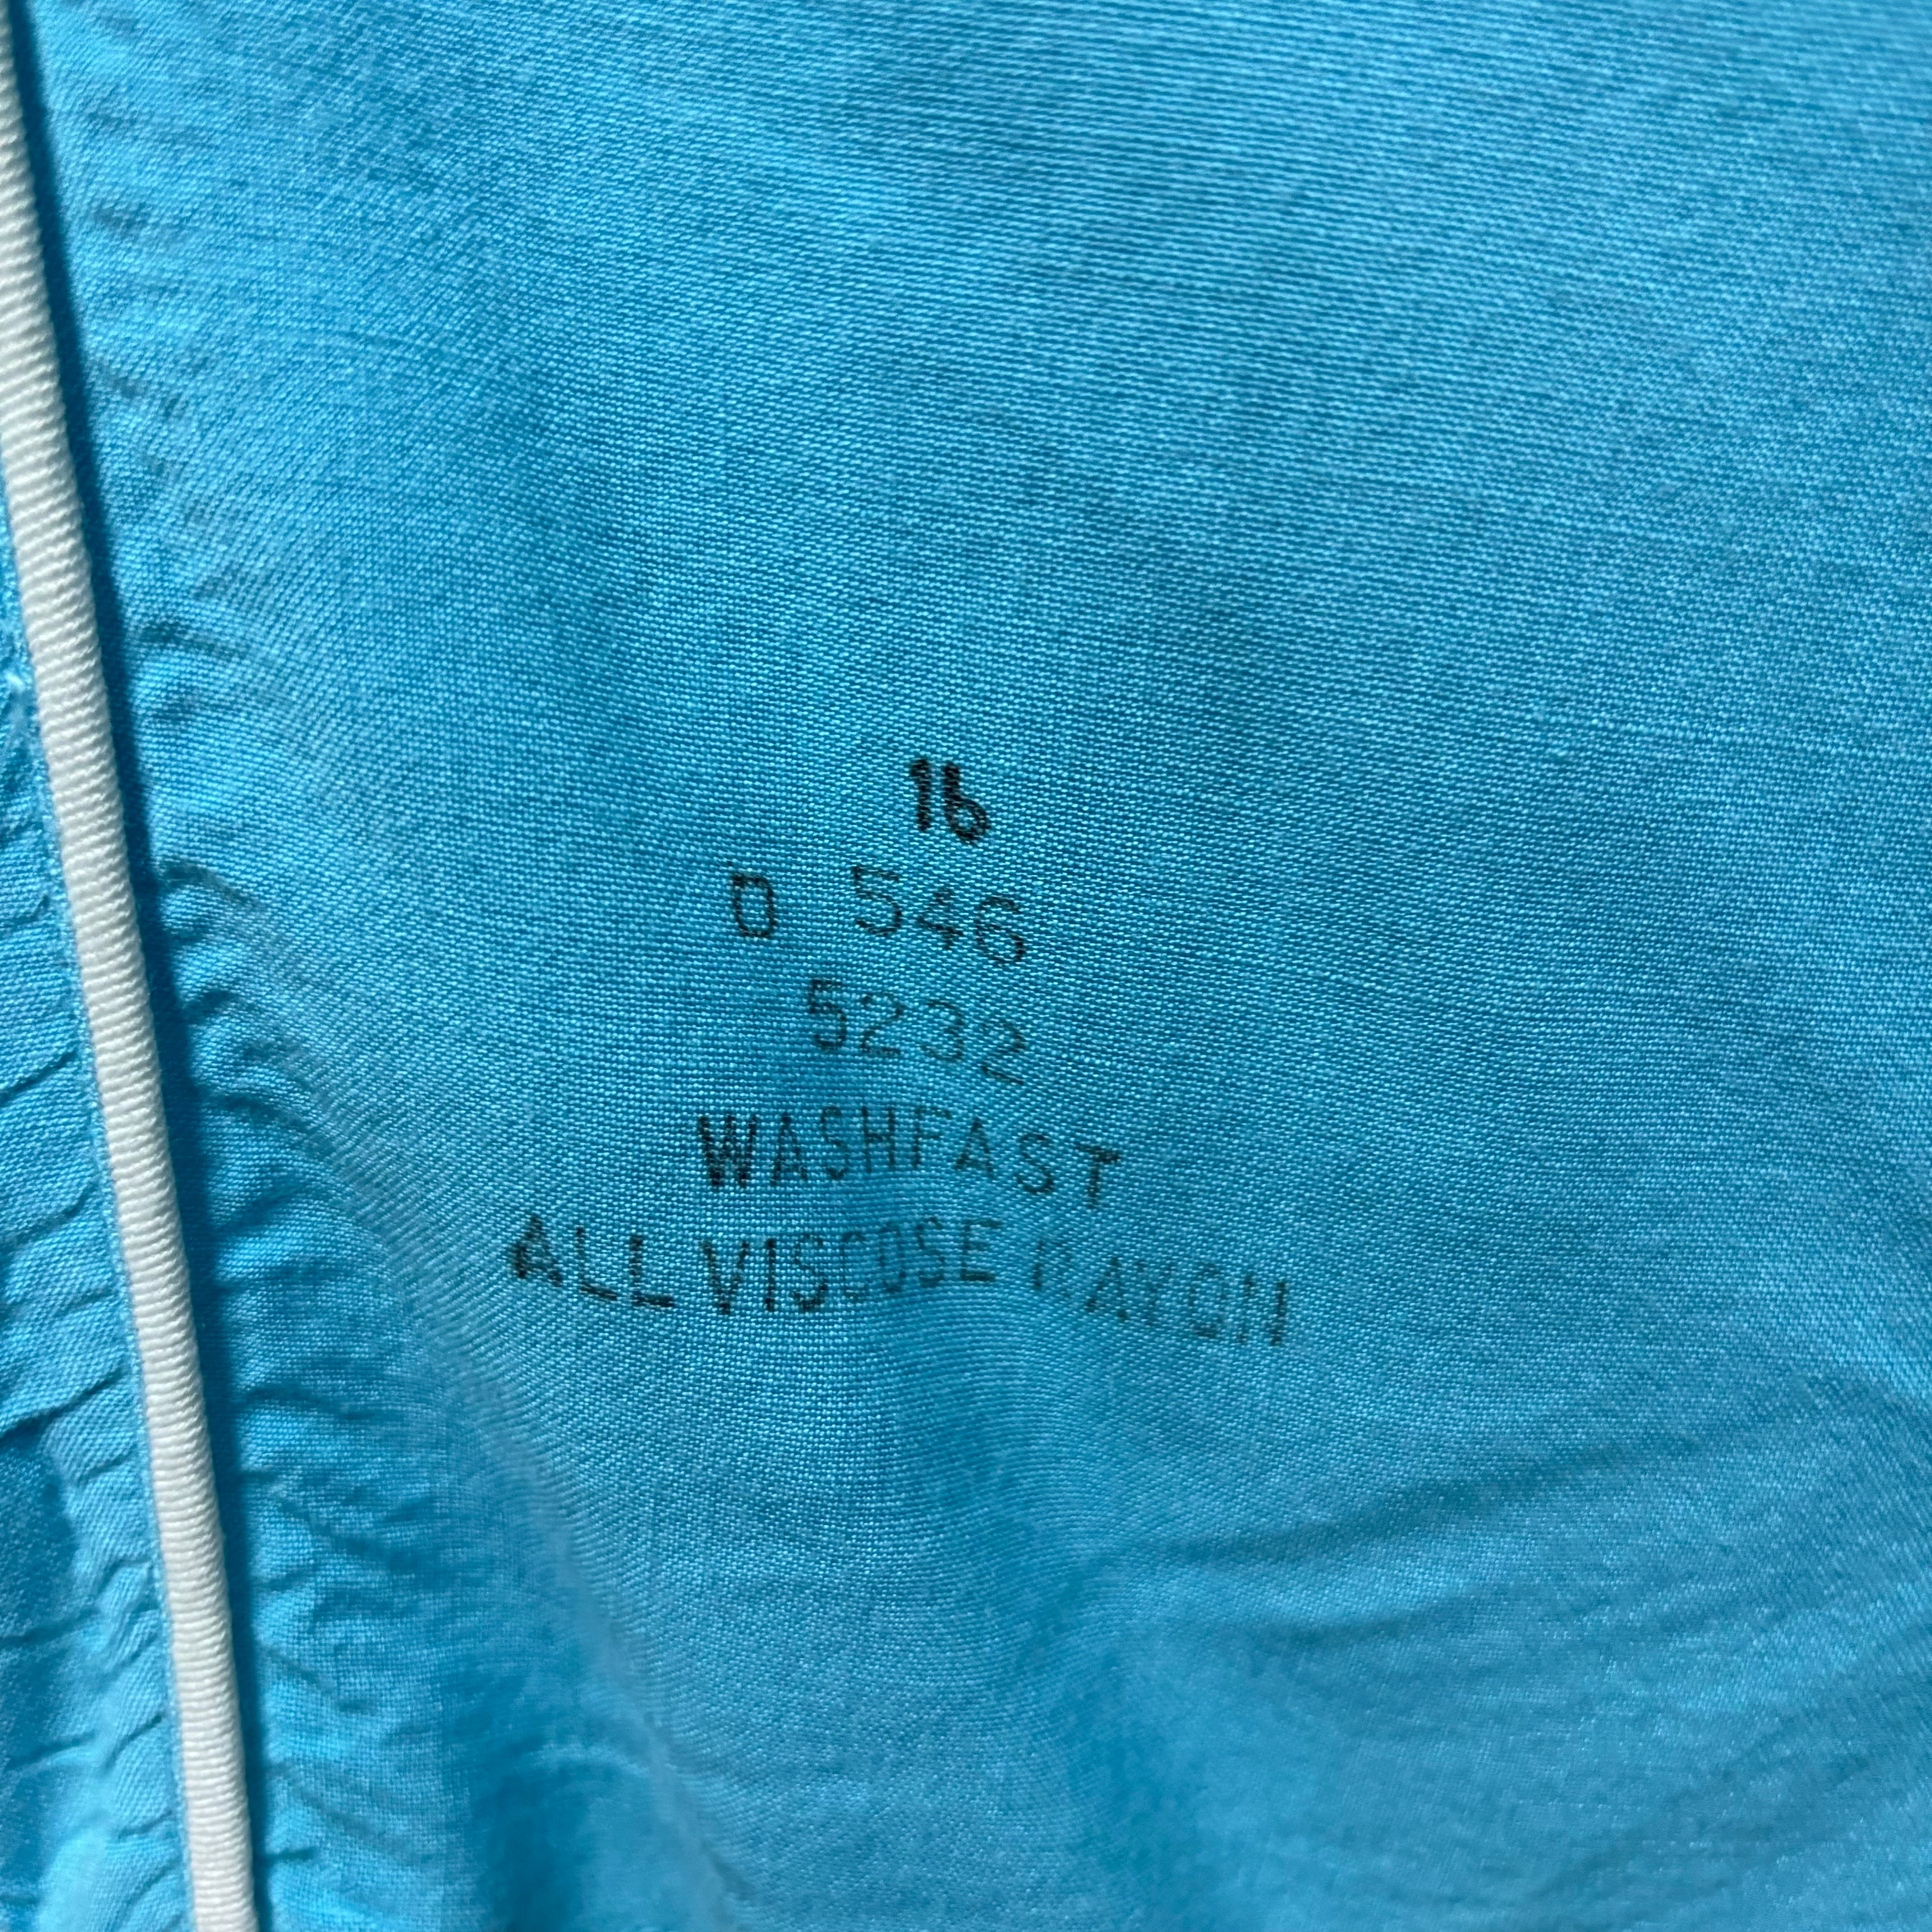 16
D 546
5232
WASHFAST
ALL VISCOSE RAYON